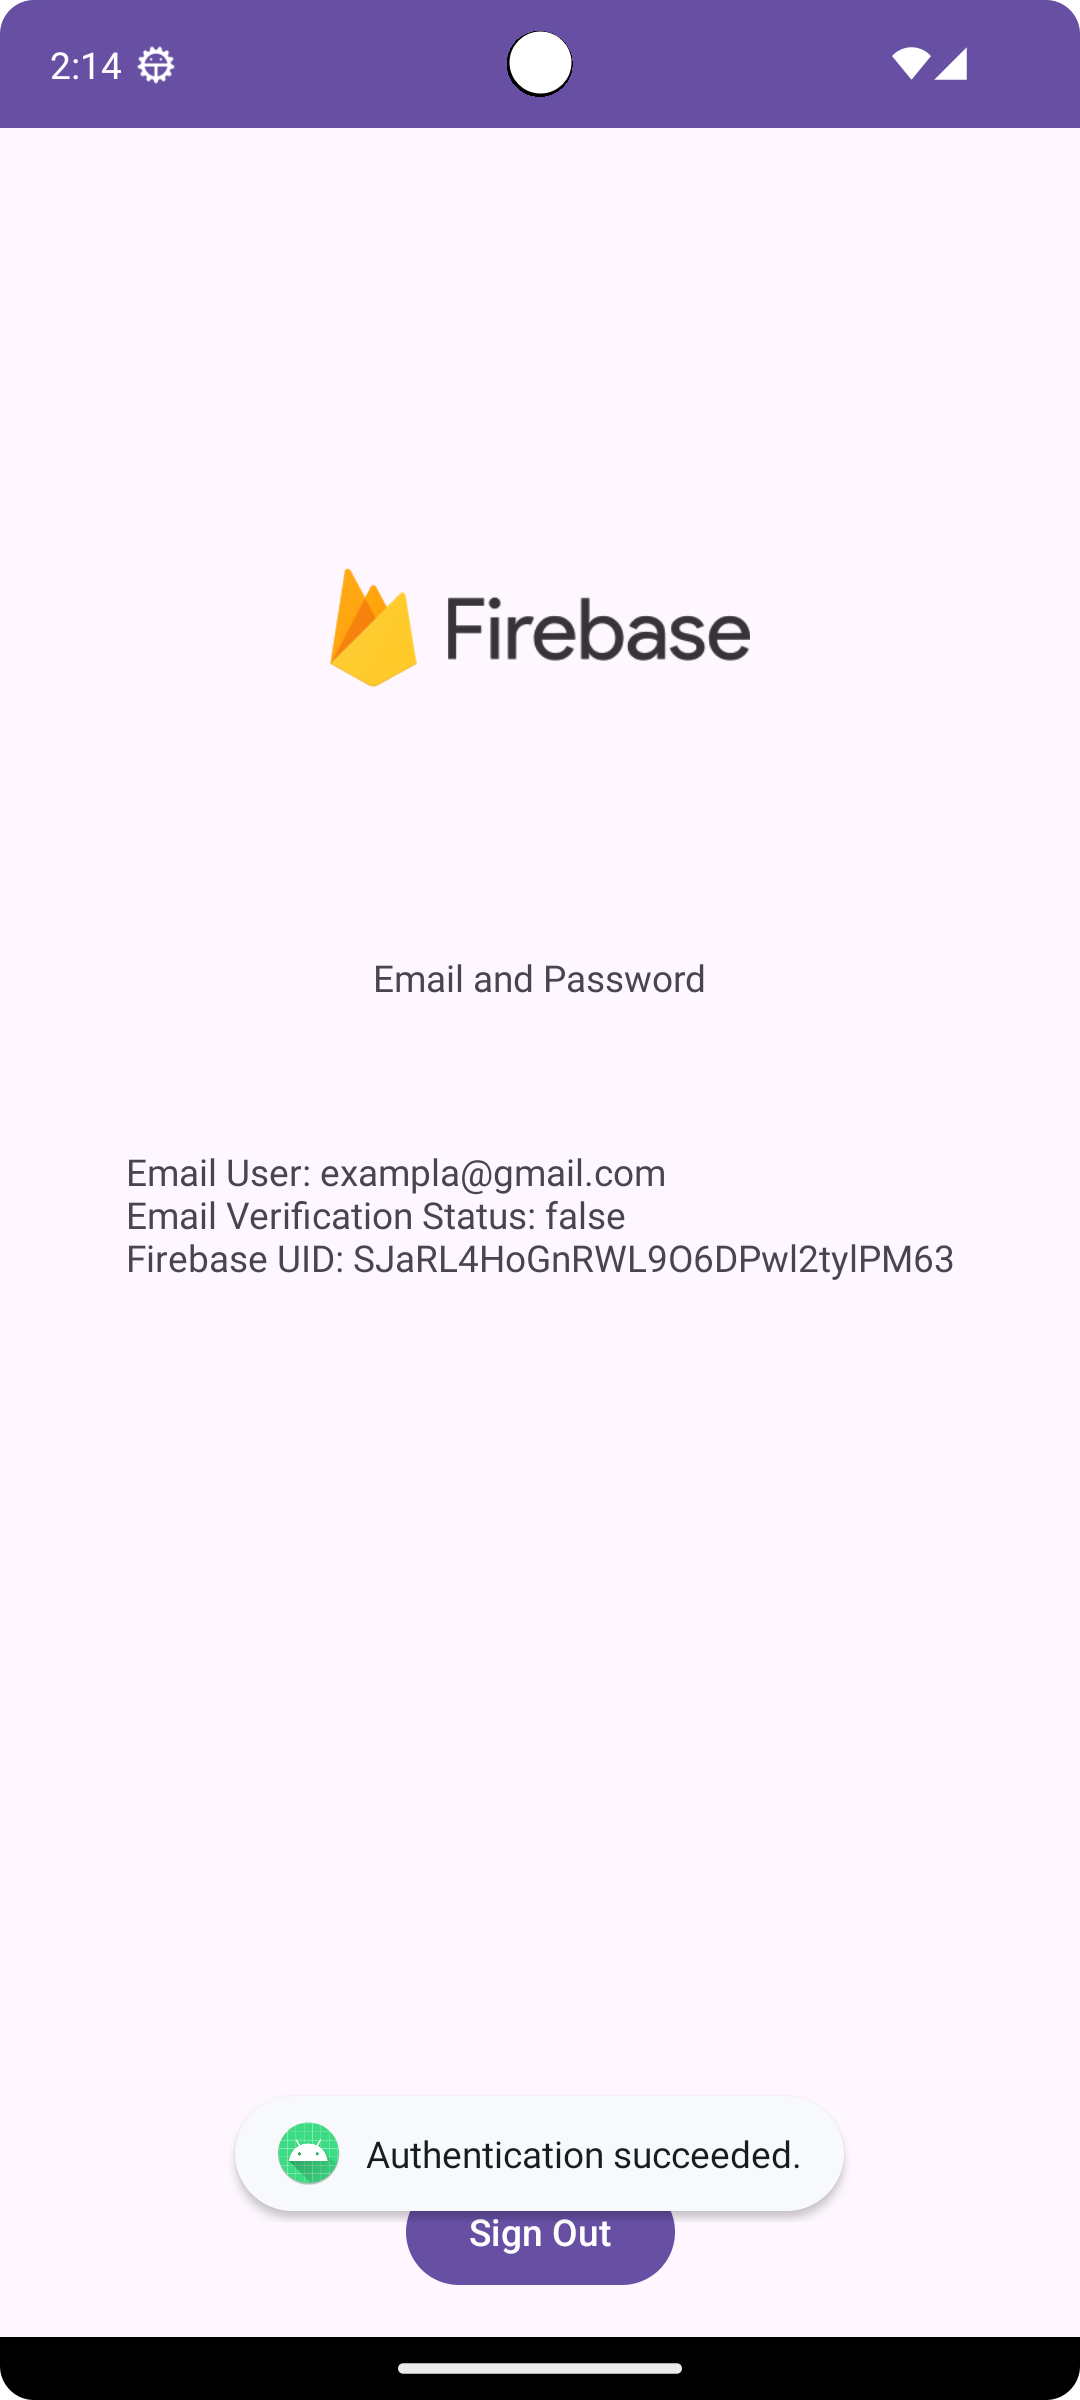 2:14
Firebase
Email and Password
Email User: exampla@gmail.com
Email Verification Status: false
Firebase UID: SJaRL4HoGnRWL9O6DPwl2tylPM63
Authentication succeeded.
Sign Out